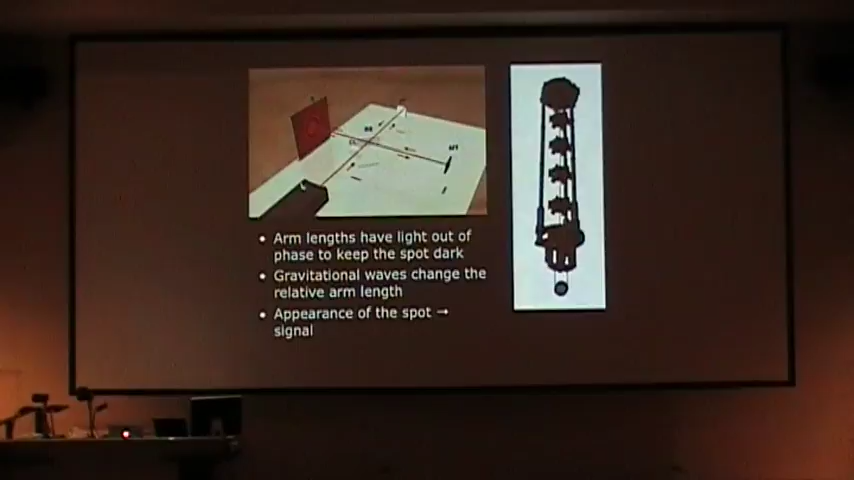 • Arm lengths have light out of
phase to keep the spot dark
• Gravitational waves change the
relative arm length
• Appearance of the spot →
signal